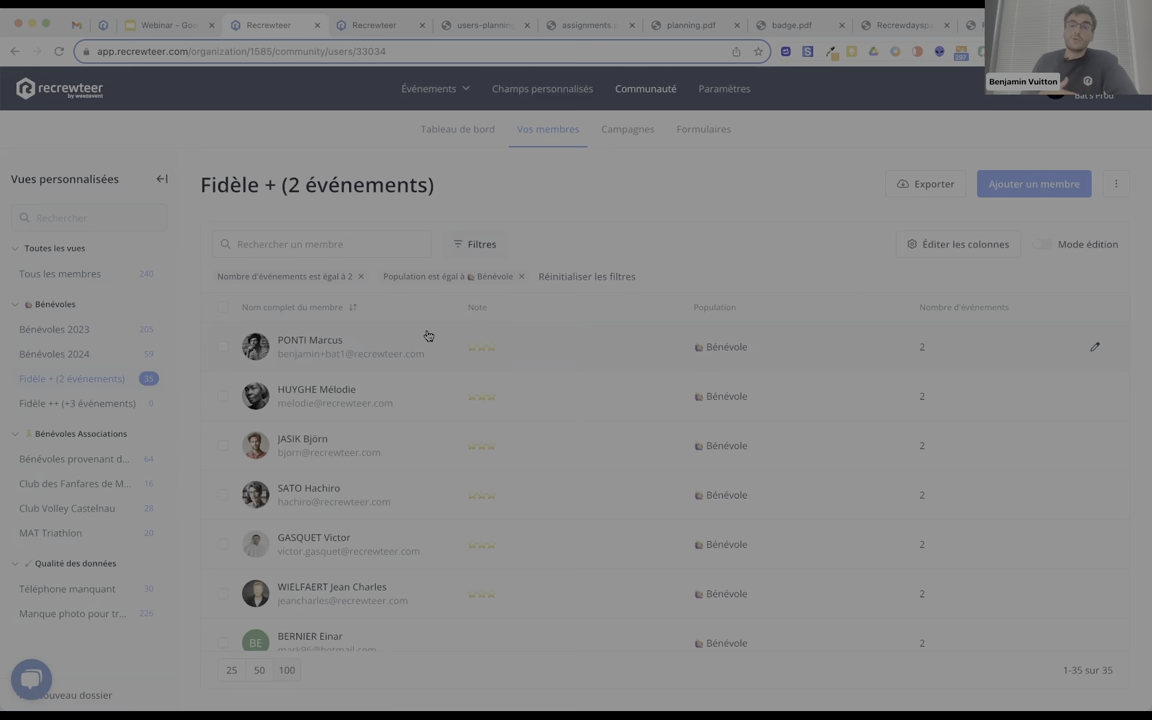 Webinar - Go
Recrewteer
Recrewteer
users-planning
assignments
planning.pdf
badge.pdf
Recrewdaysp
app.recrewteer.com/organization/1585/community/users/33034
Benjamin Vuitton
recrewteer
by weezevent
Événements
Champs personnalisés
Communauté
Paramètres
Bat's Prod
Tableau de bord
Vos membres
Campagnes
Formulaires
Vues personnalisées
Rechercher
Toutes les vues
Tous les membres 240
Bénévoles
Bénévoles 2023 205
Bénévoles 2024 59
Fidèle + (2 événements) 35
Fidèle ++ (+3 événements) 0
Bénévoles Associations
Bénévoles provenant d... 64
Club des Fanfares de M... 16
Club Volley Castelnau 28
MAT Triathlon 20
Qualité des données
Téléphone manquant 30
Manque photo pour tr... 226
ouveau dossier
Fidèle + (2 événements)
Exporter
Ajouter un membre
Rechercher un membre
Filtres
Éditer les colonnes
Mode édition
Nombre d'événements est égal à 2 ×
Population est égal à Bénévole ×
Réinitialiser les filtres
Nom complet du membre Note Population Nombre d'événements
PONTI Marcus
benjamin+bat1@recrewteer.com
Bénévole 2
HUYGHE Mélodie
melodie@recrewteer.com
Bénévole 2
JASIK Björn
bjorn@recrewteer.com
Bénévole 2
SATO Hachiro
hachiro@recrewteer.com
Bénévole 2
GASQUET Victor
victor.gasquet@recrewteer.com
Bénévole 2
WIELFAERT Jean Charles
jeancharles@recrewteer.com
Bénévole 2
BE
BERNIER Einar
Bénévole 2
25 50 100
1-35 sur 35